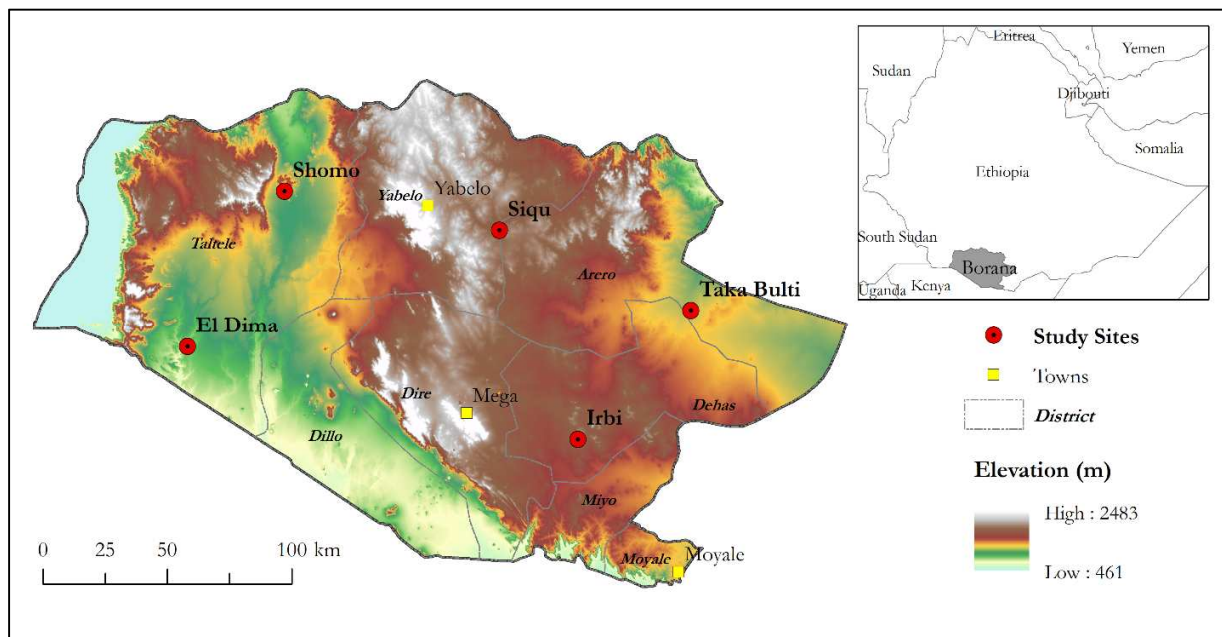 Shomo
Yabelo
Yabelo
Siqu
Taltele
Arero
Taka Bulti
El Dima
Dire
Mega
Dehas
Irbi
Dillo
Miyo
Moyale
Moyale
0 25 50 100 km
Eritrea
Yemen
Sudan
Djibouti
Somalia
Ethiopia
South Sudan
Borana
Uganda
Kenya
Study Sites
Towns
District
Elevation (m)
High : 2483
Low : 461